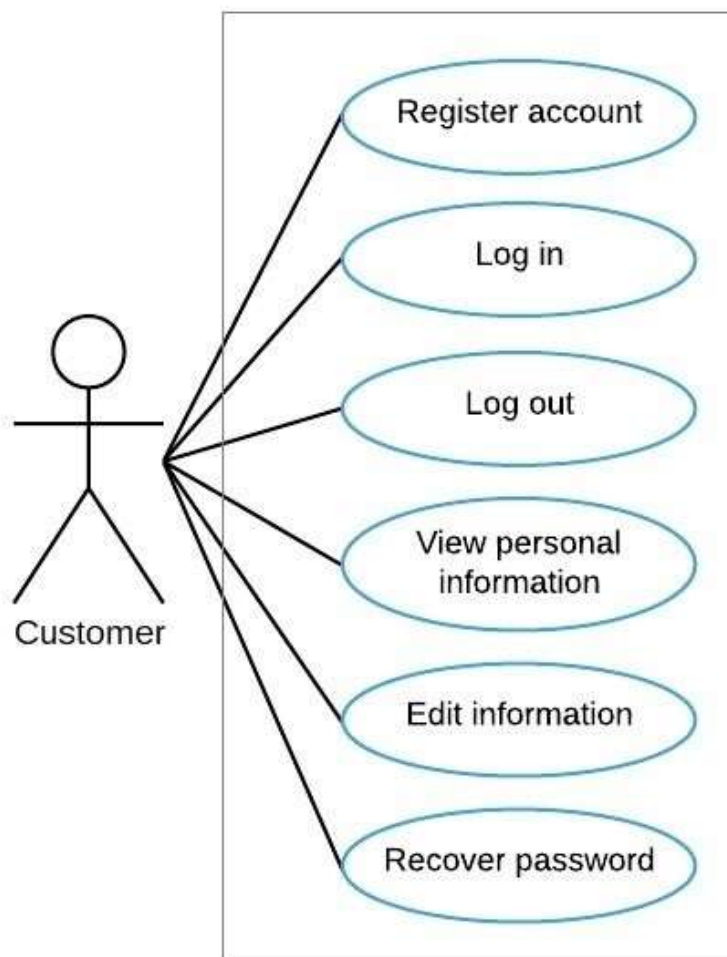 Register account
Log in
Log out
View personal
information
Customer
Edit information
Recover password